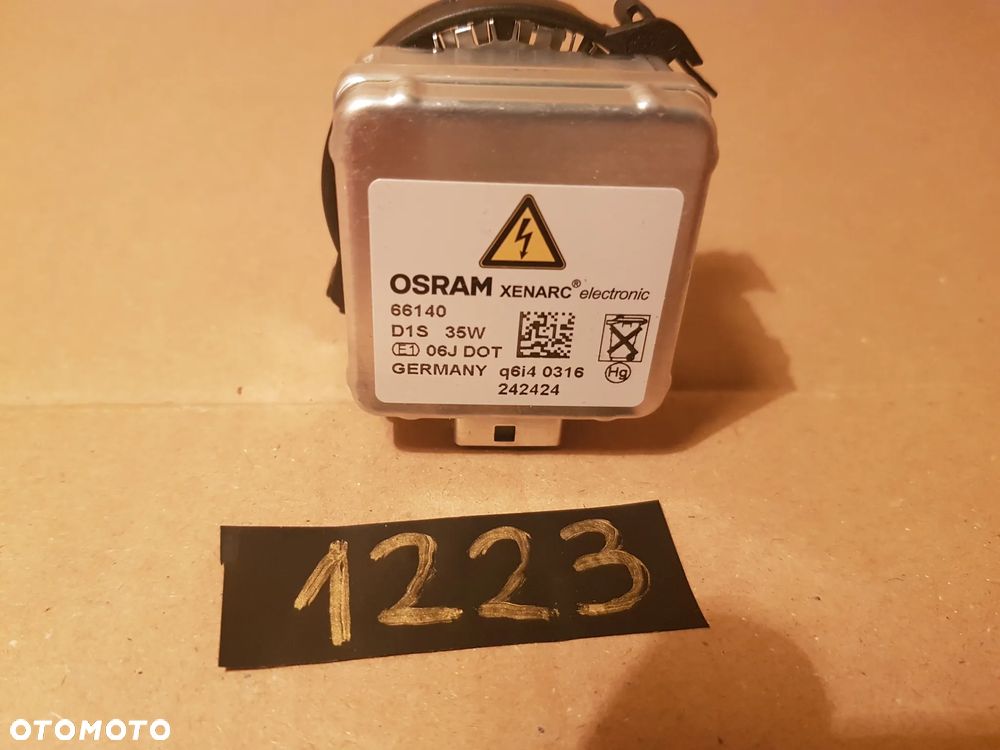 OSRAM XENARC® electronic
66140
D1S 35W
E1 06J DOT
GERMANY q6i4 0316
242424
Hg
1223
OTOMOTO